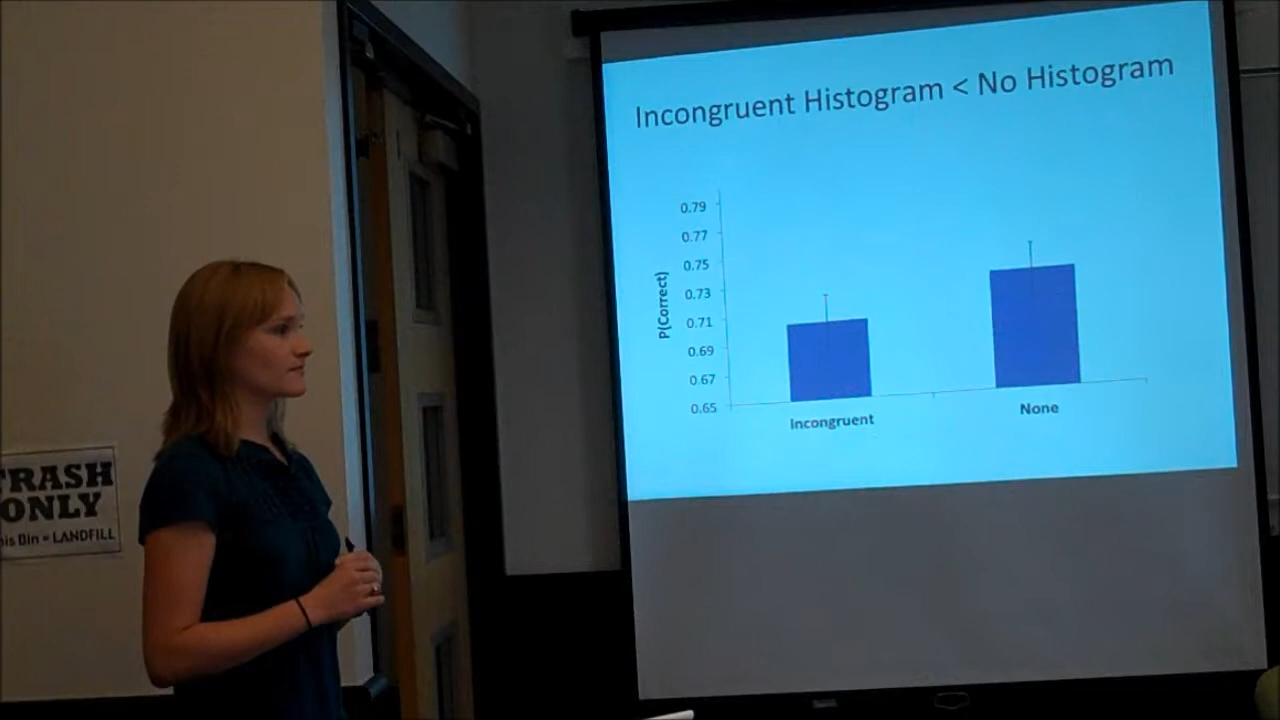 Incongruent Histogram < No Histogram
P(Correct)
0.79
0.77
0.75
0.73
0.71
0.69
0.67
0.65
Incongruent
None
TRASH
ONLY
his Bin = LANDFILL